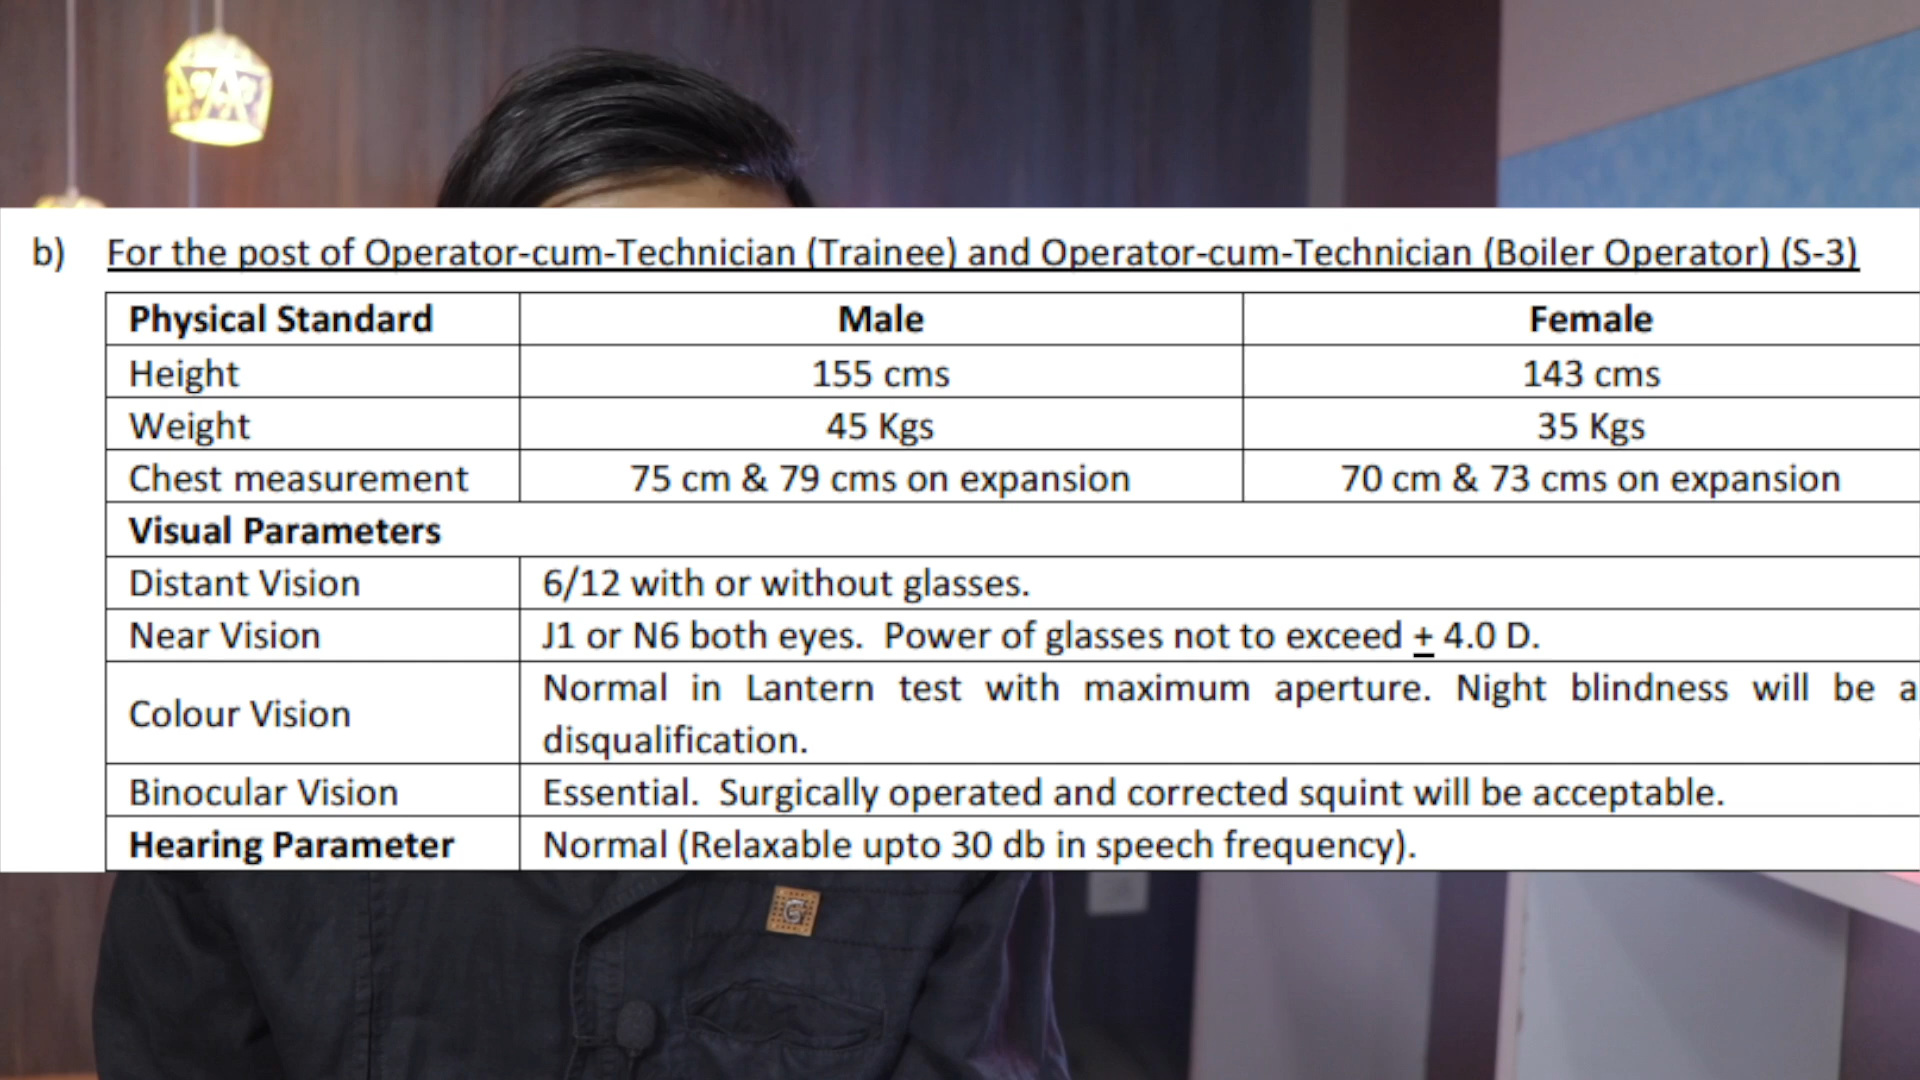 b) For the post of Operator-cum-Technician (Trainee) and Operator-cum-Technician (Boiler Operator) (S-3)
Physical Standard Male Female
Height 155 cms 143 cms
Weight 45 Kgs 35 Kgs
Chest measurement 75 cm & 79 cms on expansion 70 cm & 73 cms on expansion
Visual Parameters
Distant Vision 6/12 with or without glasses.
Near Vision J1 or N6 both eyes. Power of glasses not to exceed ± 4.0 D.
Colour Vision Normal in Lantern test with maximum aperture. Night blindness will be a
disqualification.
Binocular Vision Essential. Surgically operated and corrected squint will be acceptable.
Hearing Parameter Normal (Relaxable upto 30 db in speech frequency).
G